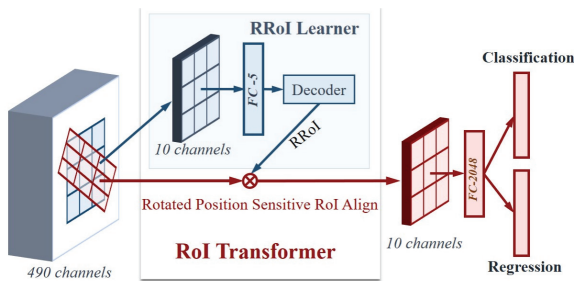 RRoI Learner
Classification
FC -5
Decoder
10 channels
RRoI
FC-2048
Rotated Position Sensitive RoI Align
RoI Transformer
10 channels
490 channels
Regression